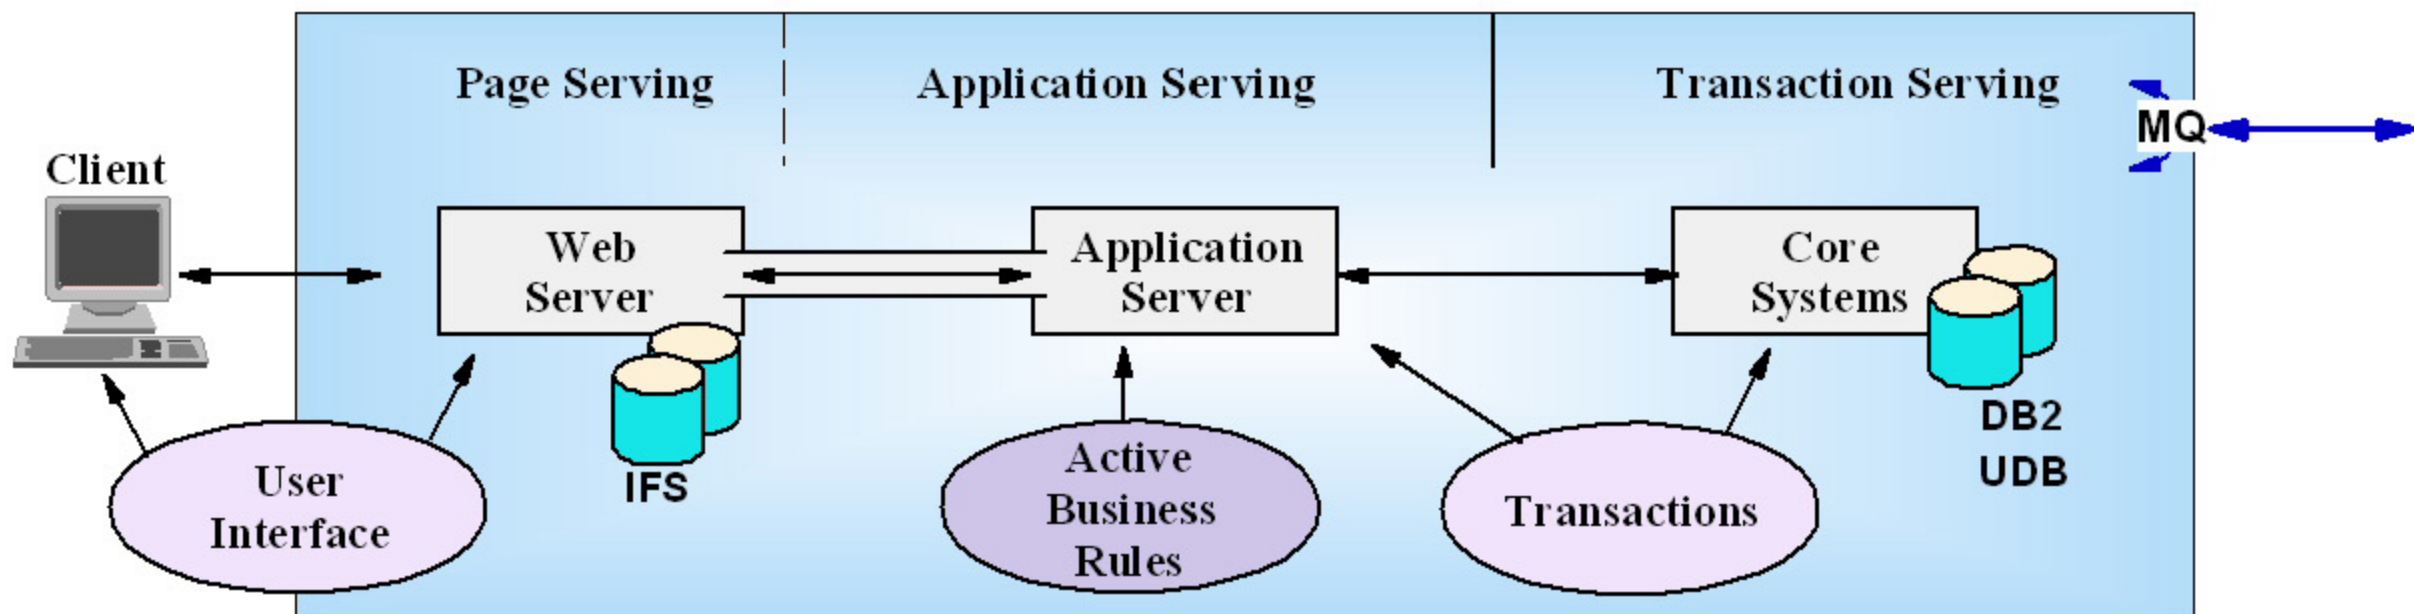 Page Serving
Application Serving
Transaction Serving
MQ
Client
Web
Server
Application
Server
Core
Systems
IFS
DB2
UDB
User
Interface
Active
Business
Rules
Transactions